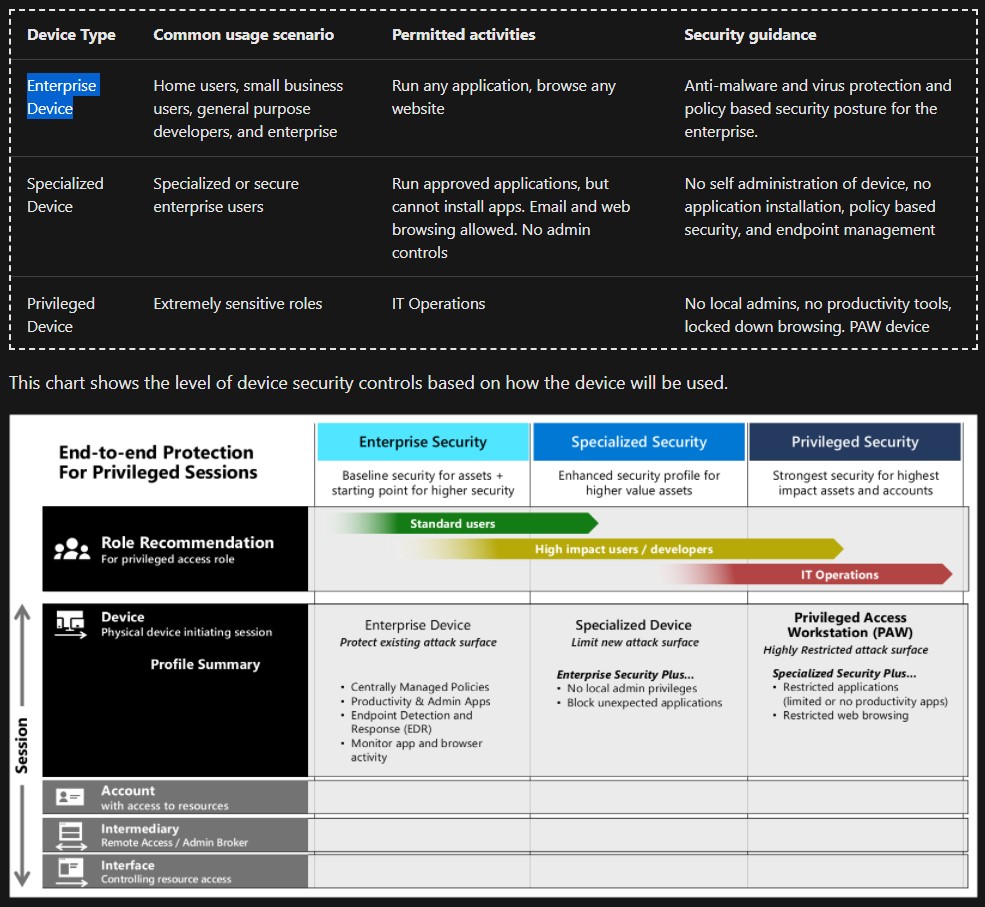 Device Type
Common usage scenario
Permitted activities
Security guidance
Enterprise
Device
Home users, small business
users, general purpose
developers, and enterprise
Run any application, browse any
website
Anti-malware and virus protection and
policy based security posture for the
enterprise.
Specialized
Device
Specialized or secure
enterprise users
Run approved applications, but
cannot install apps. Email and web
browsing allowed. No admin
controls
No self administration of device, no
application installation, policy based
security, and endpoint management
Privileged
Device
Extremely sensitive roles
IT Operations
No local admins, no productivity tools,
locked down browsing. PAW device
This chart shows the level of device security controls based on how the device will be used.
End-to-end Protection
For Privileged Sessions
Enterprise Security
Baseline security for assets +
starting point for higher security
Specialized Security
Enhanced security profile for
higher value assets
Privileged Security
Strongest security for highest
impact assets and accounts
Role Recommendation
For privileged access role
Standard users
High impact users / developers
IT Operations
Session
Device
Physical device initiating session
Profile Summary
Enterprise Device
Protect existing attack surface
• Centrally Managed Policies
• Productivity & Admin Apps
• Endpoint Detection and
Response (EDR)
• Monitor app and browser
activity
Specialized Device
Limit new attack surface
Enterprise Security Plus...
• No local admin privileges
• Block unexpected applications
Privileged Access
Workstation (PAW)
Highly Restricted attack surface
Specialized Security Plus...
• Restricted applications
(limited or no productivity apps)
• Restricted web browsing
Account
with access to resources
Intermediary
Remote Access / Admin Broker
Interface
Controlling resource access